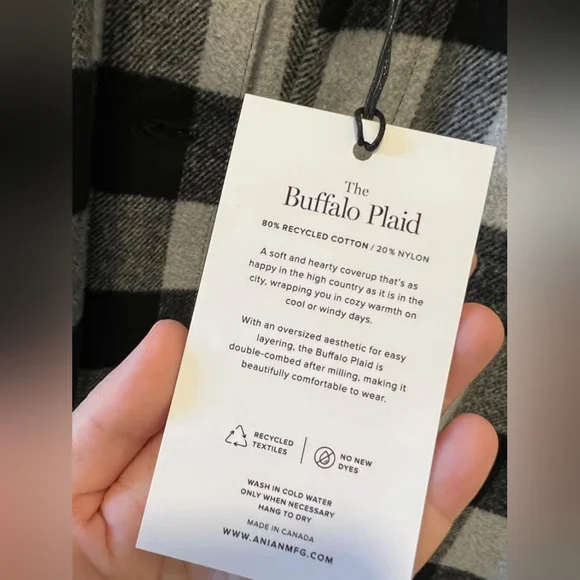 The
Buffalo Plaid
80% RECYCLED COTTON / 20% NYLON
A soft and hearty coverup that's as
happy in the high country as it is in the
city, wrapping you in cozy warmth on
cool or windy days.
With an oversized aesthetic for easy
layering, the Buffalo Plaid is
double-combed after milling, making it
beautifully comfortable to wear.
RECYCLED
TEXTILES
NO NEW
DYES
WASH IN COLD WATER
ONLY WHEN NECESSARY
HANG TO DRY
MADE IN CANADA
WWW.ANIANMFG.COM